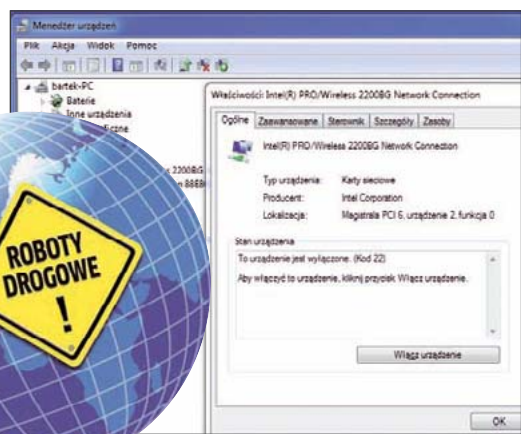 Menedżer urządzeń
Plik Akcja Widok Pomoc
bartek-PC
Baterie
Inne urządzenia
2200BG
ROBOTY
DROGOWE
!
Właściwości: Intel(R) PRO/Wireless 2200BG Network Connection
Ogólne Zaawansowane Sterownik Szczegóły Zasoby
Intel(R) PRO/Wireless 2200BG Network Connection
Typ urządzenia: Karty sieciowe
Producent: Intel Corporation
Lokalizacja: Magistrala PCI 6, urządzenie 2, funkcja 0
Stan urządzenia
To urządzenie jest wyłączone. (Kod 22)
Aby włączyć to urządzenie, kliknij przycisk Włącz urządzenie.
Włącz urządzenie
OK